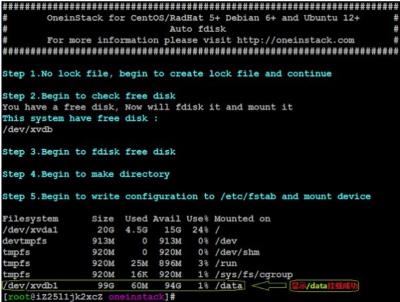 #######################################################################
# OneinStack for CentOS/RadHat 5+ Debian 6+ and Ubuntu 12+ #
# Auto fdisk #
# For more information please visit http://oneinstack.com #
#######################################################################
Step 1.No lock file, begin to create lock file and continue
Step 2.Begin to check free disk
You have a free disk, Now will fdisk it and mount it
This system have free disk :
/dev/xvdb
Step 3.Begin to fdisk free disk
Step 4.Begin to make directory
Step 5.Begin to write configuration to /etc/fstab and mount device
Filesystem Size Used Avail Use% Mounted on
/dev/xvda1 20G 4.5G 15G 24% /
devtmpfs 913M 0 913M 0% /dev
tmpfs 920M 0 920M 0% /dev/shm
tmpfs 920M 25M 896M 3% /run
tmpfs 920M 16K 920M 1% /sys/fs/cgroup
/dev/xvdb1 99G 60M 94G 1% /data 显示/data挂载成功
[root@iZ251ljk2xcZ oneinstack]#